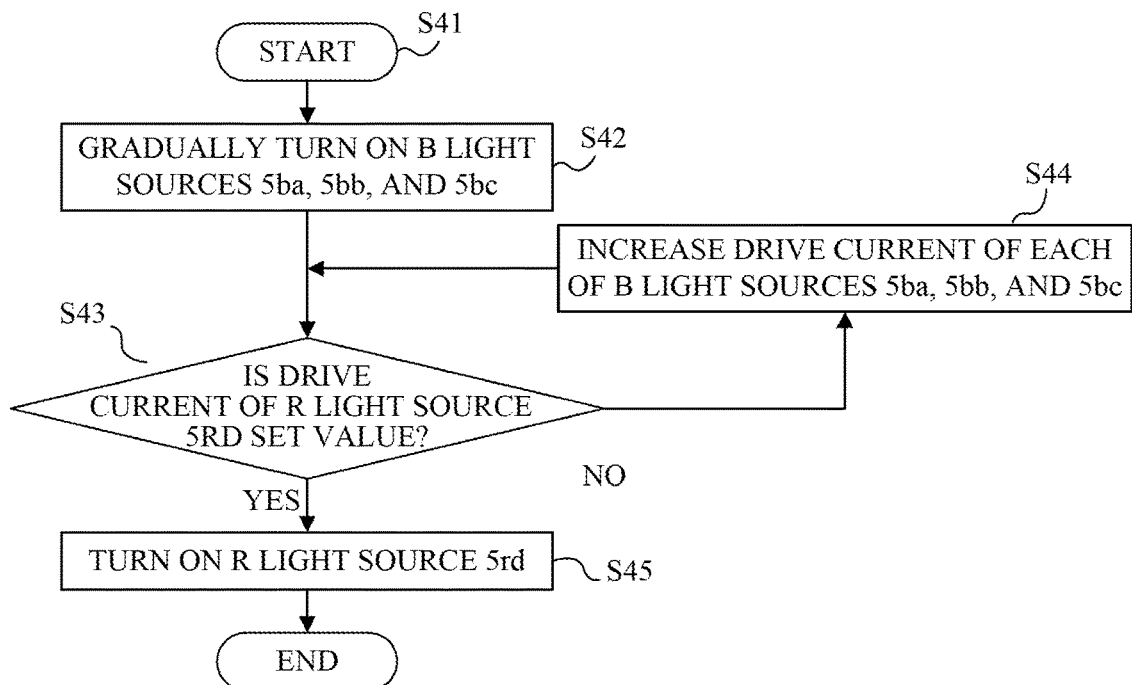 S41
START
S42
GRADUALLY TURN ON B LIGHT
SOURCES 5ba, 5bb, AND 5bc
S44
INCREASE DRIVE CURRENT OF EACH
OF B LIGHT SOURCES 5ba, 5bb, AND 5bc
S43
IS DRIVE
CURRENT OF R LIGHT SOURCE
5RD SET VALUE?
NO
YES
TURN ON R LIGHT SOURCE 5rd
S45
END